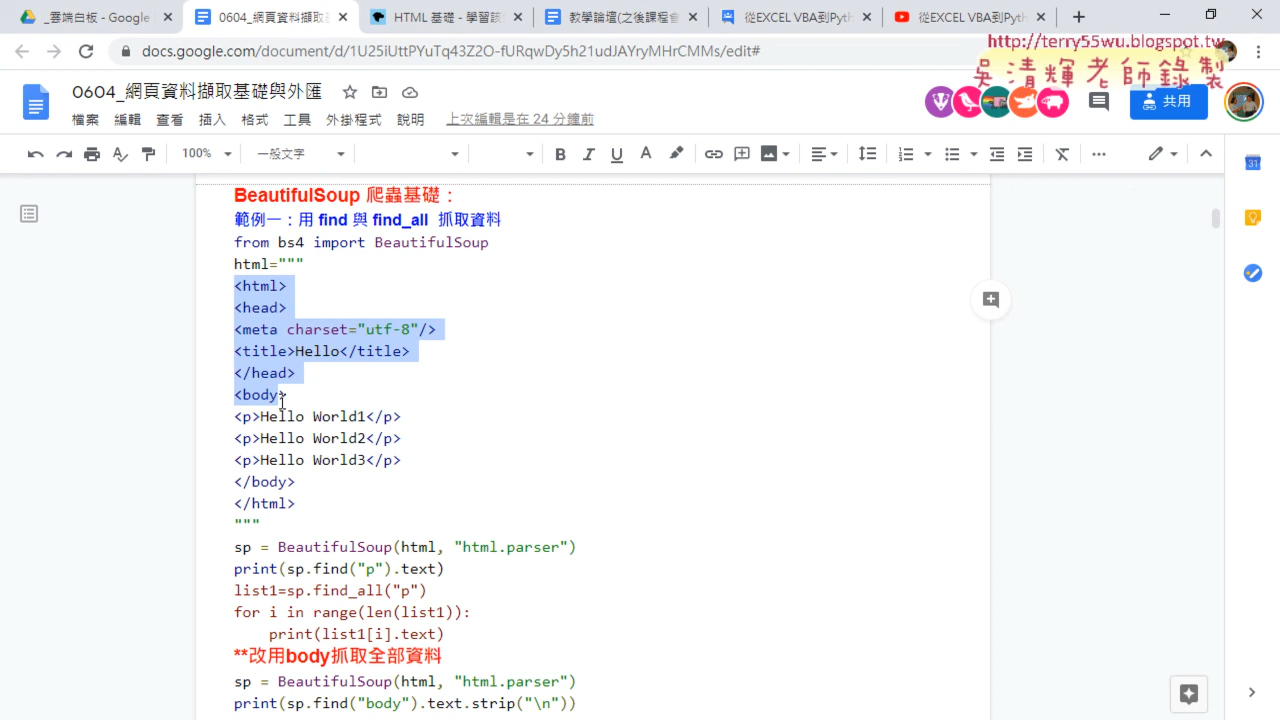 _雲端白板 - Google
0604_網頁資料擷取基
HTML 基礎 - 學習該
教學論壇(之後課程會
從EXCEL VBA到Pyth
從EXCEL VBA到Pyth
docs.google.com/document/d/1U25iUttPYuTq43Z2O-fURqwDy5h21udJAYryMHrCMMs/edit#
http://terry55wu.blogspot.tw
吳清輝老師錄製
0604_網頁資料擷取基礎與外匯
檔案 編輯 查看 插入 格式 工具 外掛程式 說明 上次編輯是在 24 分鐘前
共用
100% 一般文字
BeautifulSoup 爬蟲基礎：
範例一：用 find 與 find_all 抓取資料
from bs4 import BeautifulSoup
html="""
<html>
<head>
<meta charset="utf-8"/>
<title>Hello</title>
</head>
<body>
<p>Hello World1</p>
<p>Hello World2</p>
<p>Hello World3</p>
</body>
</html>
"""
sp = BeautifulSoup(html, "html.parser")
print(sp.find("p").text)
list1=sp.find_all("p")
for i in range(len(list1)):
    print(list1[i].text)
**改用body抓取全部資料
sp = BeautifulSoup(html, "html.parser")
print(sp.find("body").text.strip("\n"))